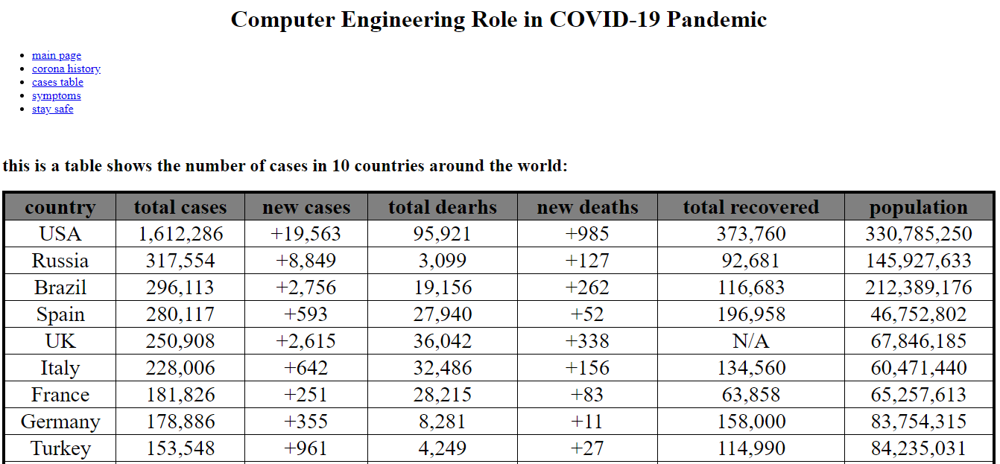 Computer Engineering Role in COVID-19 Pandemic
main page
corona history
cases table
symptoms
stay safe
this is a table shows the number of cases in 10 countries around the world:
country total cases new cases total dearhs new deaths total recovered population
USA 1,612,286 +19,563 95,921 +985 373,760 330,785,250
Russia 317,554 +8,849 3,099 +127 92,681 145,927,633
Brazil 296,113 +2,756 19,156 +262 116,683 212,389,176
Spain 280,117 +593 27,940 +52 196,958 46,752,802
UK 250,908 +2,615 36,042 +338 N/A 67,846,185
Italy 228,006 +642 32,486 +156 134,560 60,471,440
France 181,826 +251 28,215 +83 63,858 65,257,613
Germany 178,886 +355 8,281 +11 158,000 83,754,315
Turkey 153,548 +961 4,249 +27 114,990 84,235,031